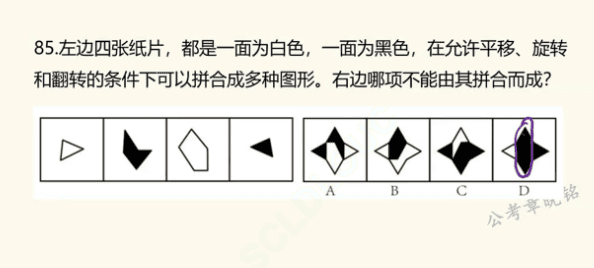 85.左边四张纸片，都是一面为白色，一面为黑色，在允许平移、旋转
和翻转的条件下可以拼合成多种图形。右边哪项不能由其拼合而成？
A B C D
公考章晓铭